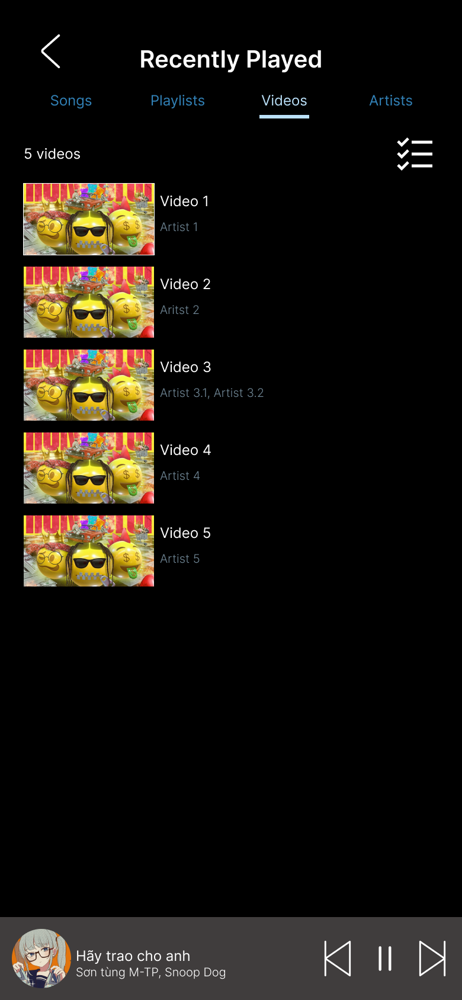 Recently Played
Songs Playlists Videos Artists
5 videos
Video 1
Artist 1
Video 2
Aritst 2
Video 3
Artist 3.1, Artist 3.2
Video 4
Artist 4
Video 5
Artist 5
Hãy trao cho anh
Sơn tùng M-TP, Snoop Dog